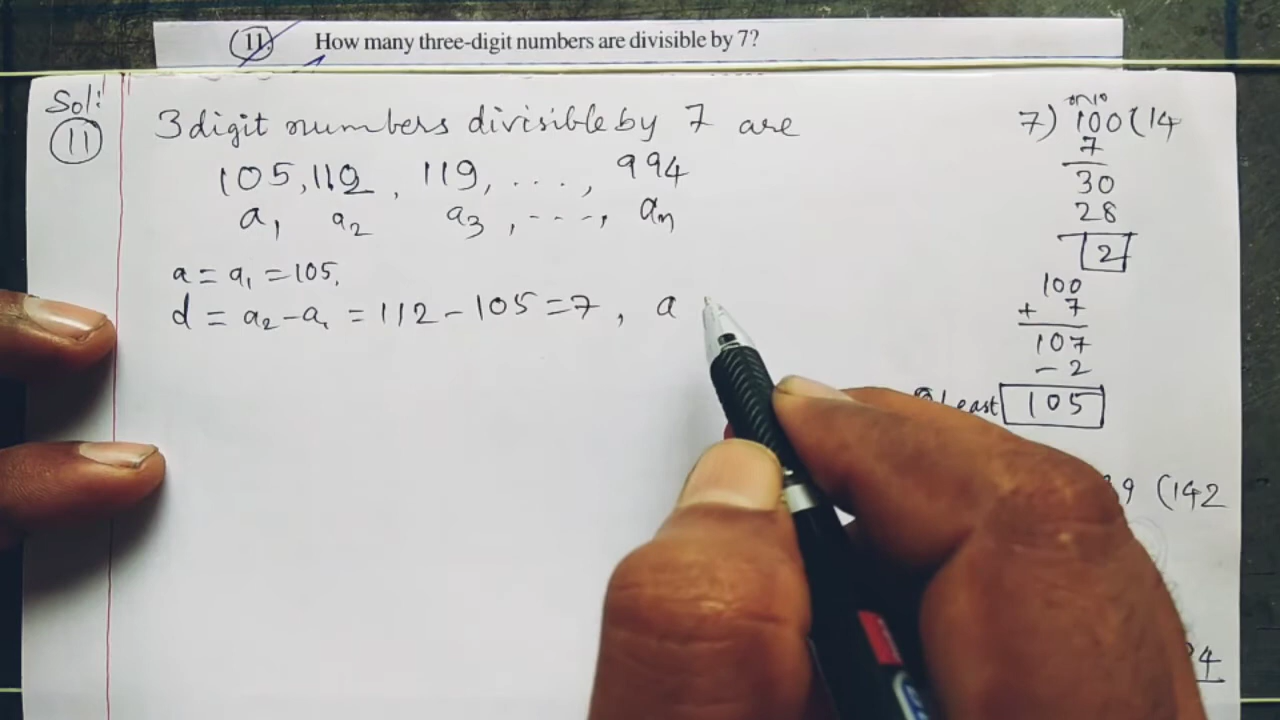 11. How many three-digit numbers are divisible by 7?
Sol:
11
3 digit numbers divisible by 7 are
105, 112, 119, ..., 994
a1 a2 a3, ---, an
a = a1 = 105,
d = a2 - a1 = 112 - 105 = 7, a
7) 100 (14
7
30
28
2
100
+ 7
107
- 2
Least 105
9 (142
4